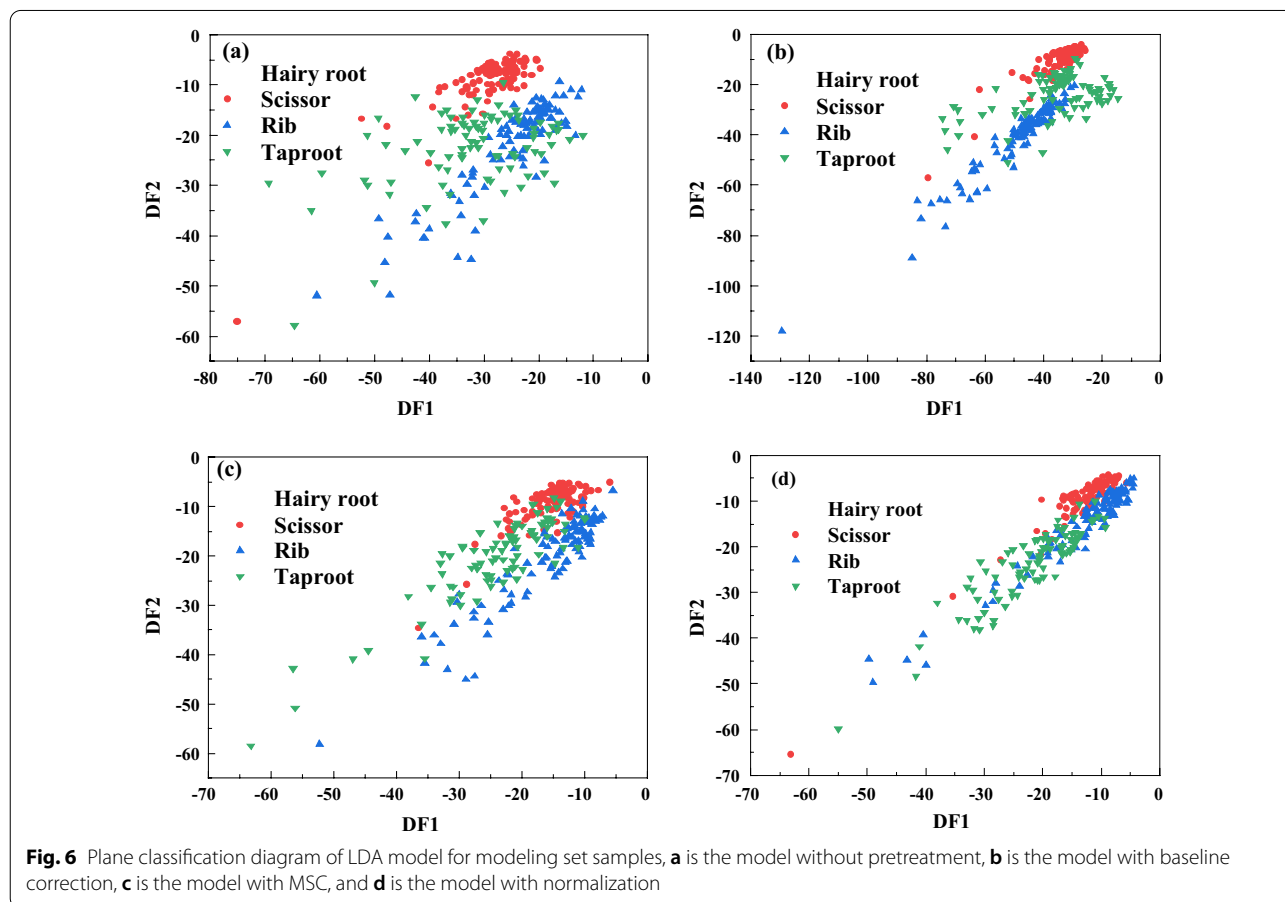 (a)
0
-10
-20
-30
-40
-50
-60
DF2
Hairy root
Scissor
Rib
Taproot
-80 -70 -60 -50 -40 -30 -20 -10 0
DF1
(b)
0
-20
-40
-60
-80
-100
-120
DF2
Hairy root
Scissor
Rib
Taproot
-140 -120 -100 -80 -60 -40 -20 0
DF1
(c)
0
-10
-20
-30
-40
-50
-60
DF2
Hairy root
Scissor
Rib
Taproot
-70 -60 -50 -40 -30 -20 -10 0
DF1
(d)
0
-10
-20
-30
-40
-50
-60
-70
DF2
Hairy root
Scissor
Rib
Taproot
-70 -60 -50 -40 -30 -20 -10 0
DF1
Fig. 6 Plane classification diagram of LDA model for modeling set samples, a is the model without pretreatment, b is the model with baseline
correction, c is the model with MSC, and d is the model with normalization